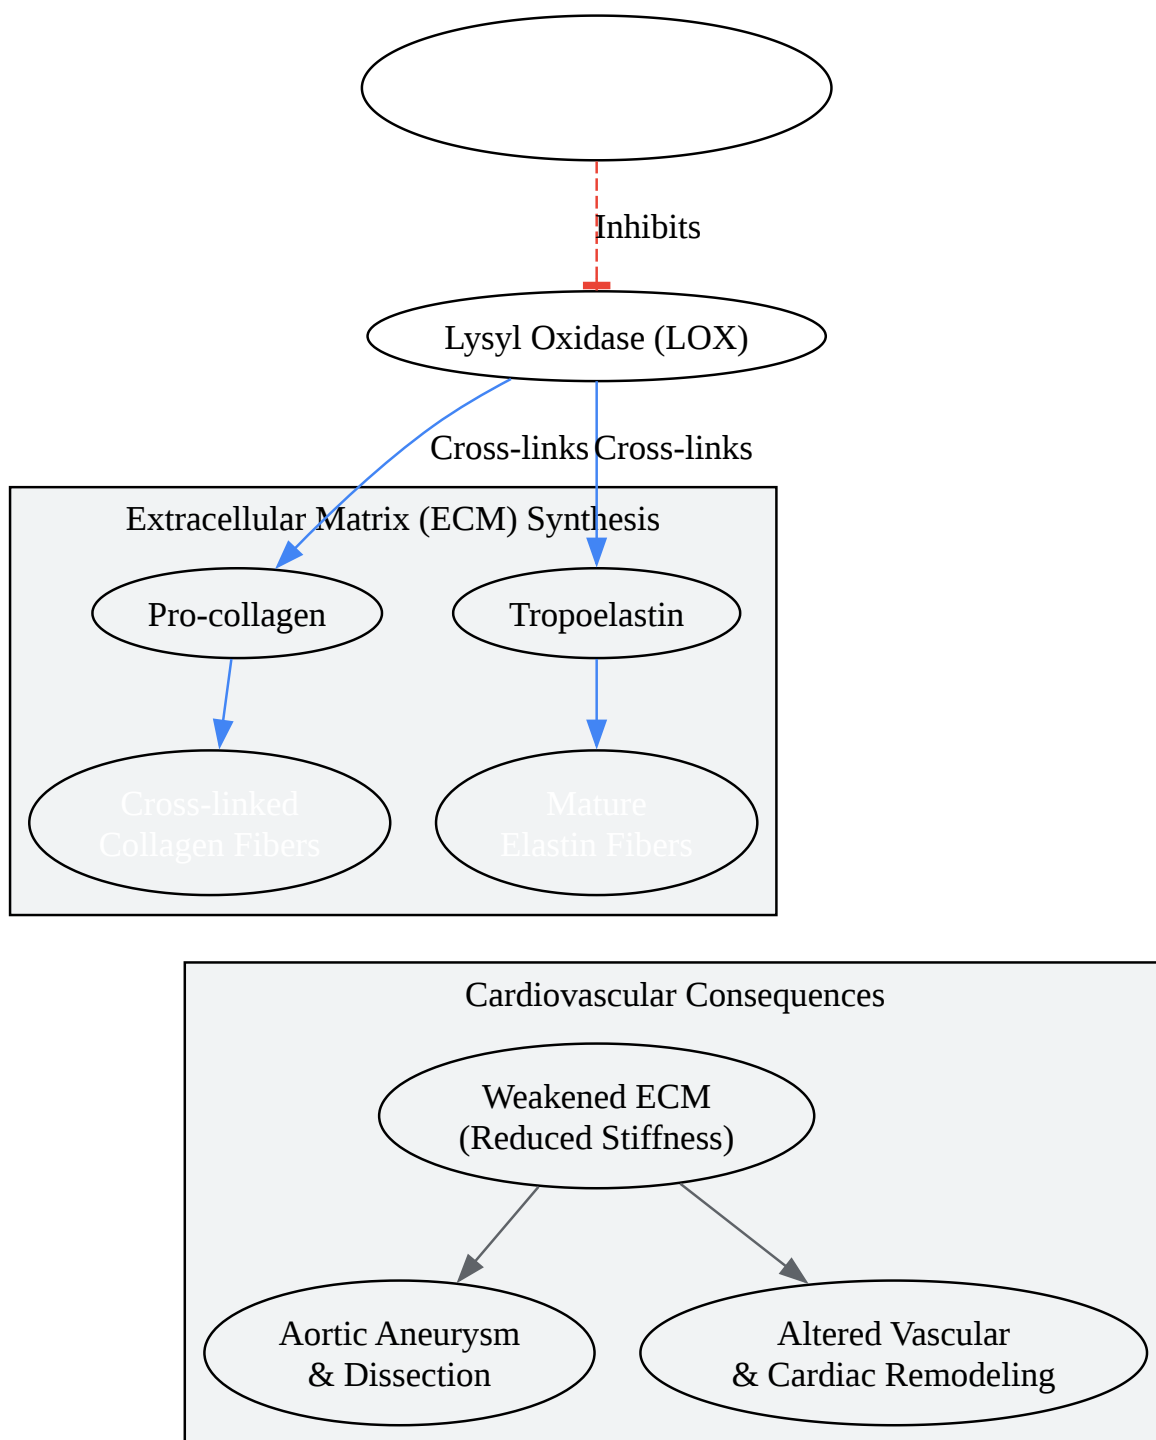 Inhibits
Lysyl Oxidase (LOX)
Cross-links
Cross-links
Extracellular Matrix (ECM) Synthesis
Pro-collagen
Tropoelastin
Cross-linked
Collagen Fibers
Mature
Elastin Fibers
Cardiovascular Consequences
Weakened ECM
(Reduced Stiffness)
Aortic Aneurysm
& Dissection
Altered Vascular
& Cardiac Remodeling